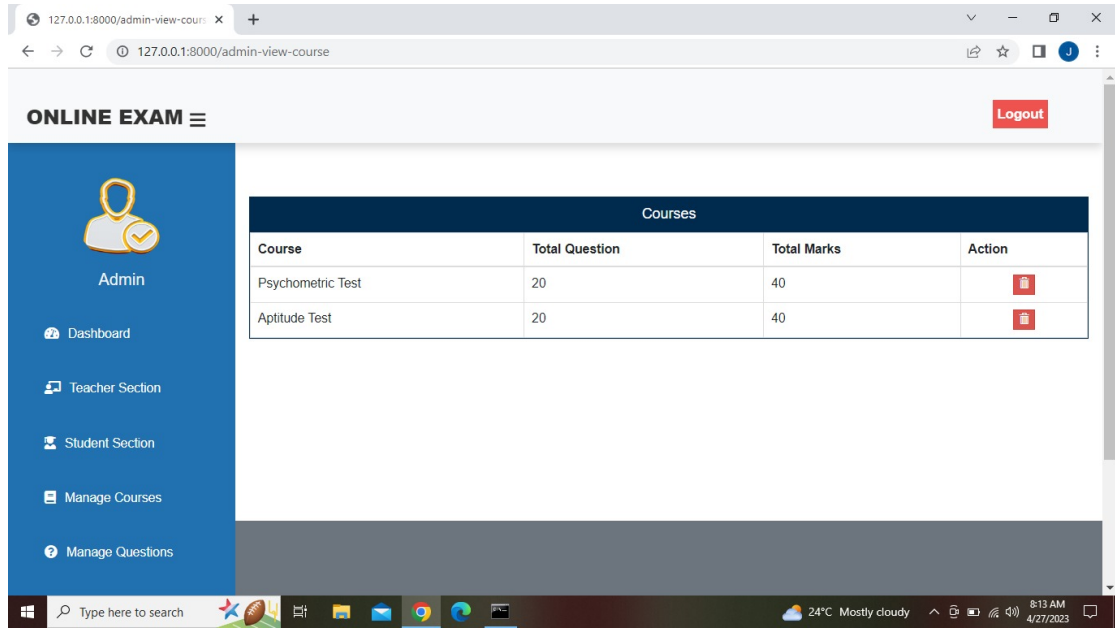 127.0.0.1:8000/admin-view-cours
127.0.0.1:8000/admin-view-course
J
ONLINE EXAM
Logout
Admin
Dashboard
Teacher Section
Student Section
Manage Courses
Manage Questions
Courses
Course Total Question Total Marks Action
Psychometric Test 20 40
Aptitude Test 20 40
Type here to search
24°C Mostly cloudy
8:13 AM
4/27/2023